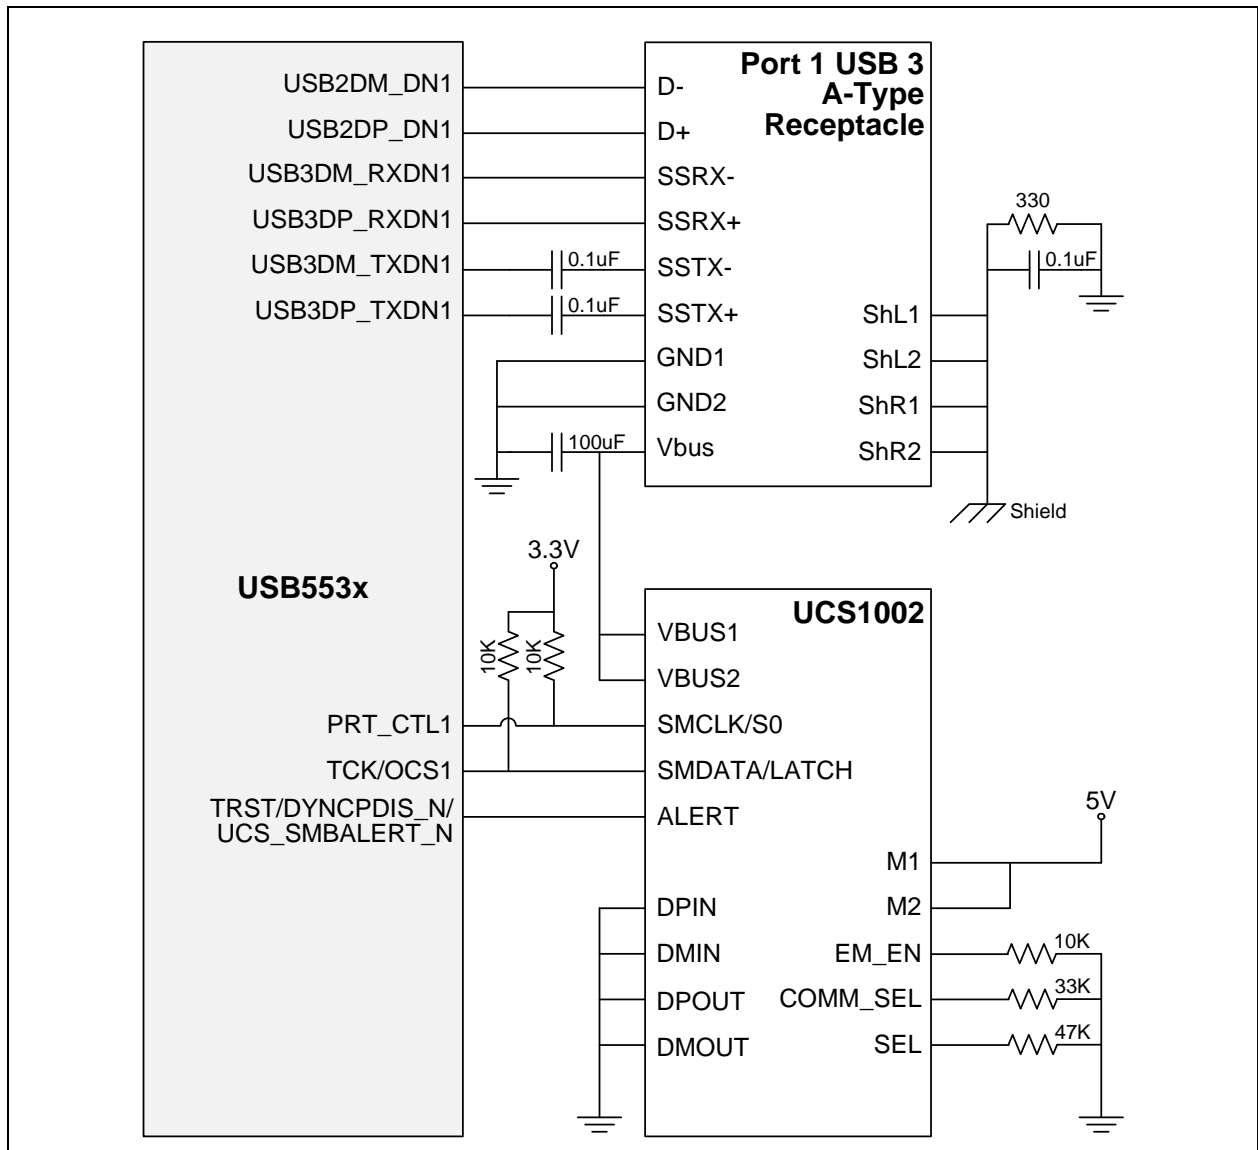 USB553x
USB2DM_DN1
USB2DP_DN1
USB3DM_RXDN1
USB3DP_RXDN1
USB3DM_TXDN1
USB3DP_TXDN1
PRT_CTL1
TCK/OCS1
TRST/DYNCPDIS_N/
UCS_SMBALERT_N
0.1uF
0.1uF
100uF
3.3V
10K
10K
Port 1 USB 3
A-Type
Receptacle
D-
D+
SSRX-
SSRX+
SSTX-
SSTX+
GND1
GND2
Vbus
ShL1
ShL2
ShR1
ShR2
330
0.1uF
Shield
UCS1002
VBUS1
VBUS2
SMCLK/S0
SMDATA/LATCH
ALERT
DPIN
DMIN
DPOUT
DMOUT
M1
M2
EM_EN
COMM_SEL
SEL
5V
10K
33K
47K